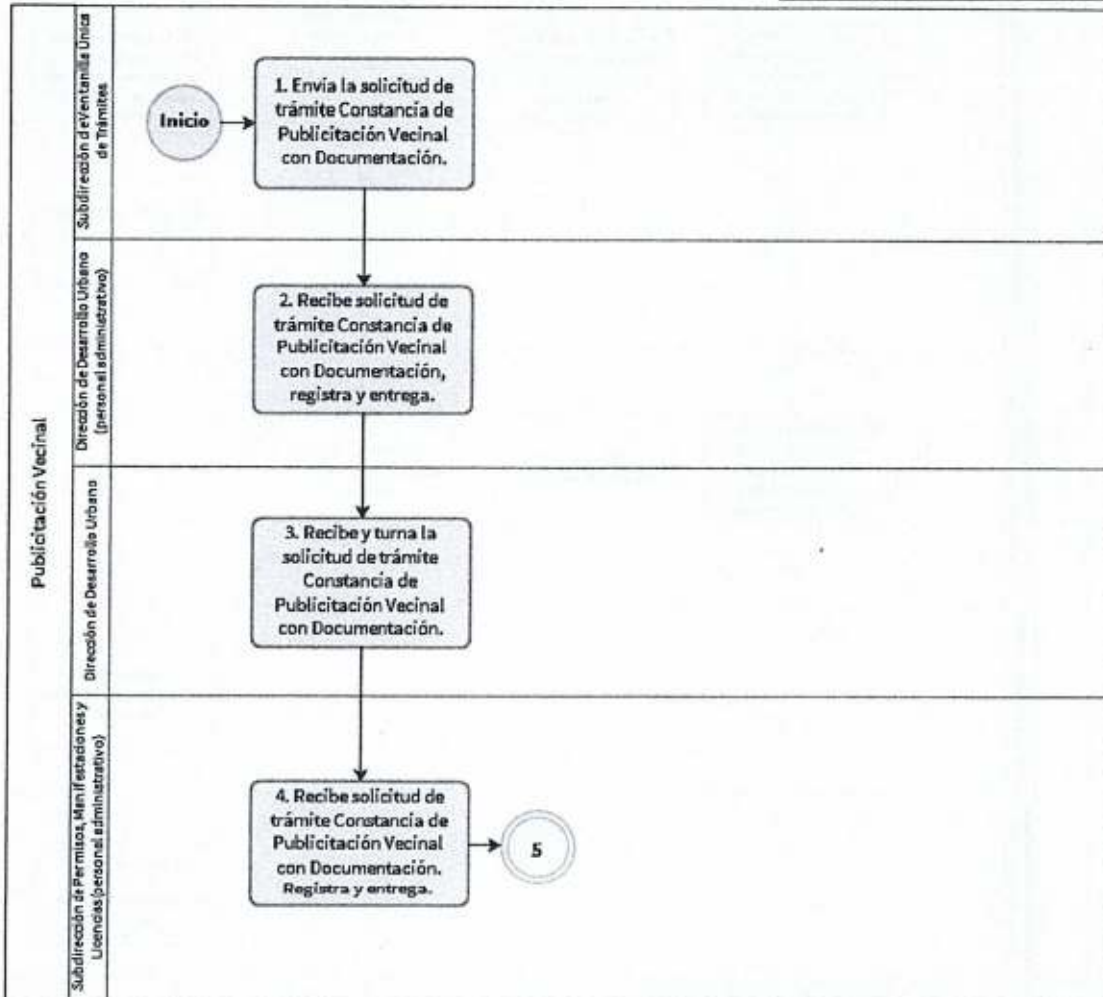 Publicitación Vecinal
Subdirección de Ventanilla Única
de Trámites
Inicio
1. Envía la solicitud de
trámite Constancia de
Publicitación Vecinal
con Documentación.
Dirección de Desarrollo Urbano
(personal administrativo)
2. Recibe solicitud de
trámite Constancia de
Publicitación Vecinal
con Documentación,
registra y entrega.
Dirección de Desarrollo Urbano
3. Recibe y turna la
solicitud de trámite
Constancia de
Publicitación Vecinal
con Documentación.
Subdirección de Permisos, Manifestaciones y
Licencias (personal administrativo)
4. Recibe solicitud de
trámite Constancia de
Publicitación Vecinal
con Documentación.
Registra y entrega.
5